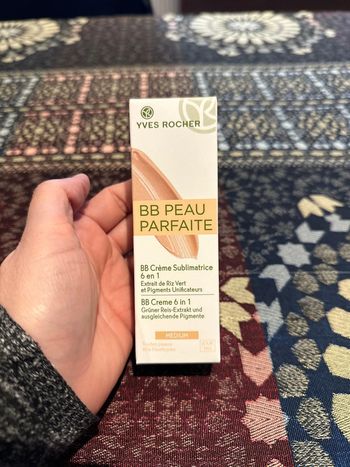 YVES ROCHER
BB PEAU
PARFAITE
BB Crème Sublimatrice
6 en 1
Extrait de Riz Vert
et Pigments Unificateurs
BB Creme 6 in 1
Grüner Reis-Extrakt und
ausgleichende Pigmente
MEDIUM